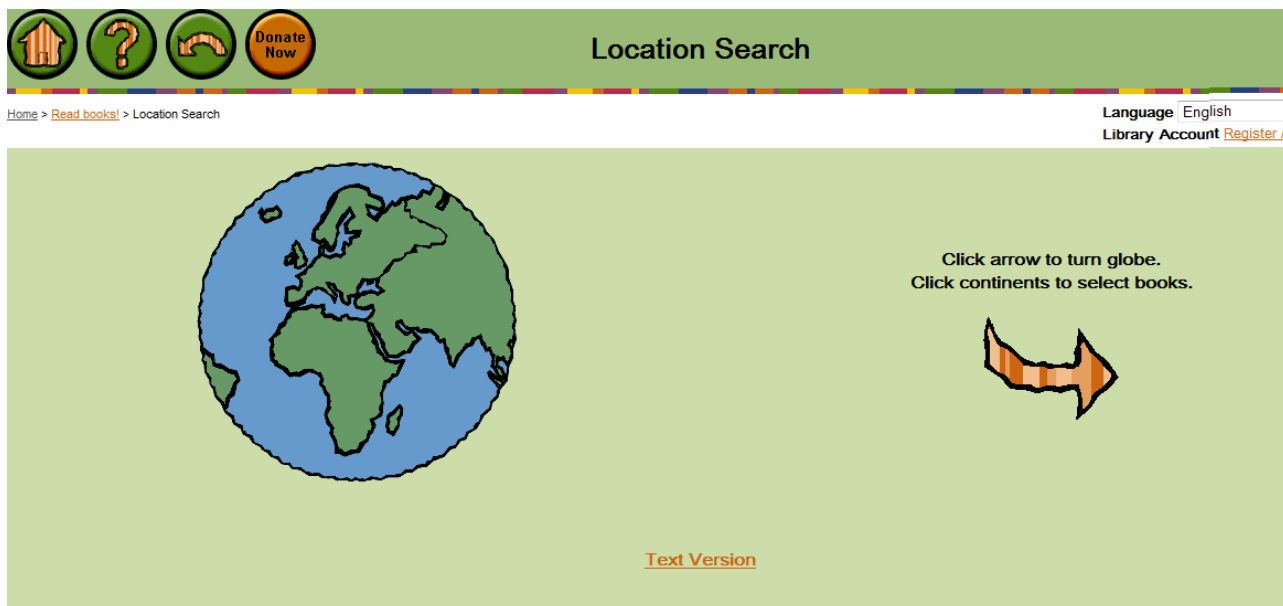 Donate
Now
Location Search
Home > Read books! > Location Search
Language English
Library Account Register
Click arrow to turn globe.
Click continents to select books.
Text Version